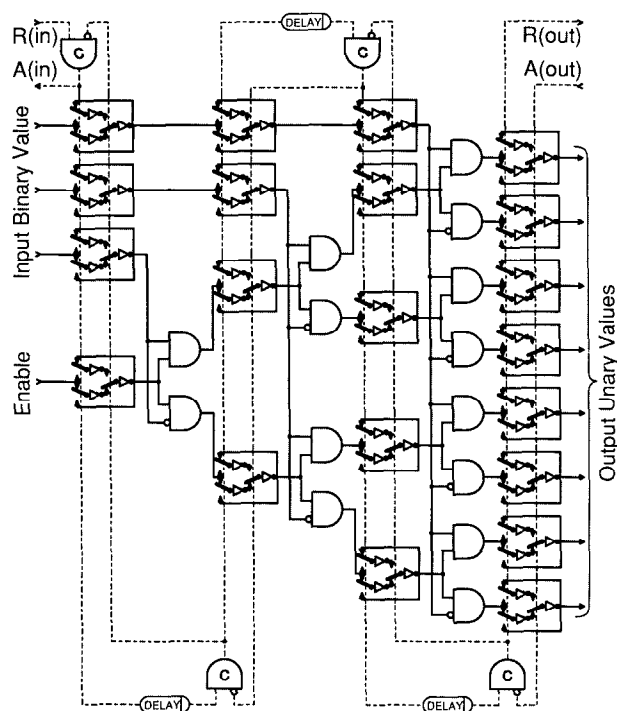 R(in)
A(in)
DELAY
C
C
R(out)
A(out)
Input Binary Value
Enable
Output Unary Values
C
C
DELAY
DELAY